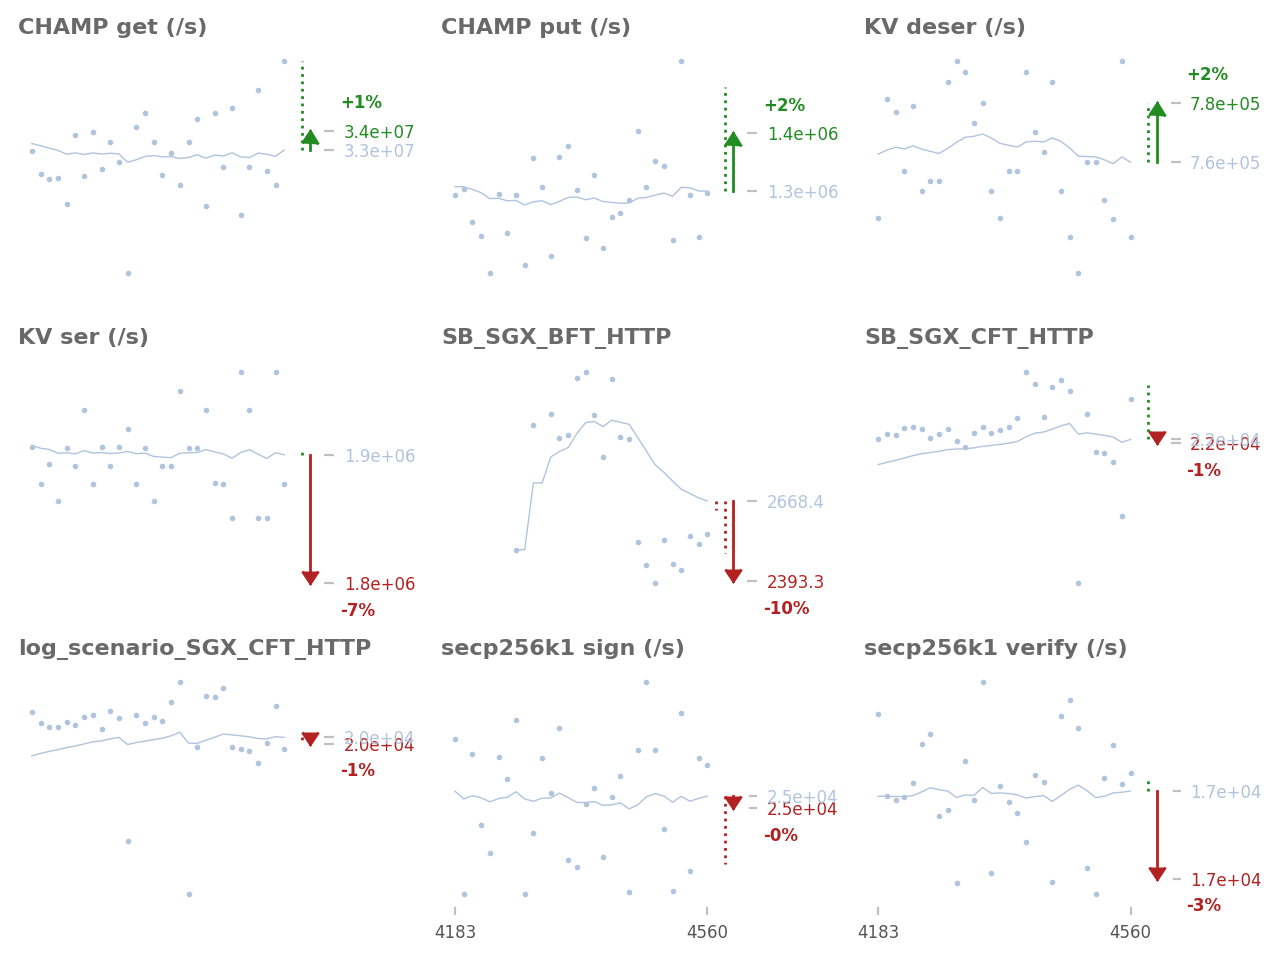 CHAMP get (/s)
+1%
3.4e+07
3.3e+07
CHAMP put (/s)
+2%
1.4e+06
1.3e+06
KV deser (/s)
+2%
7.8e+05
7.6e+05
KV ser (/s)
1.9e+06
1.8e+06
-7%
SB_SGX_BFT_HTTP
2668.4
2393.3
-10%
SB_SGX_CFT_HTTP
2.2e+04
2.2e+04
-1%
log_scenario_SGX_CFT_HTTP
2.0e+04
2.0e+04
-1%
secp256k1 sign (/s)
2.5e+04
2.5e+04
-0%
4183
4560
secp256k1 verify (/s)
1.7e+04
1.7e+04
-3%
4183
4560